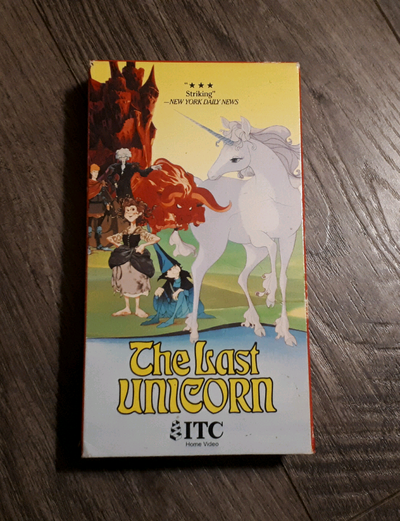 "★★★
Striking"
—NEW YORK DAILY NEWS
The Last
UNICORN
ITC
Home Video